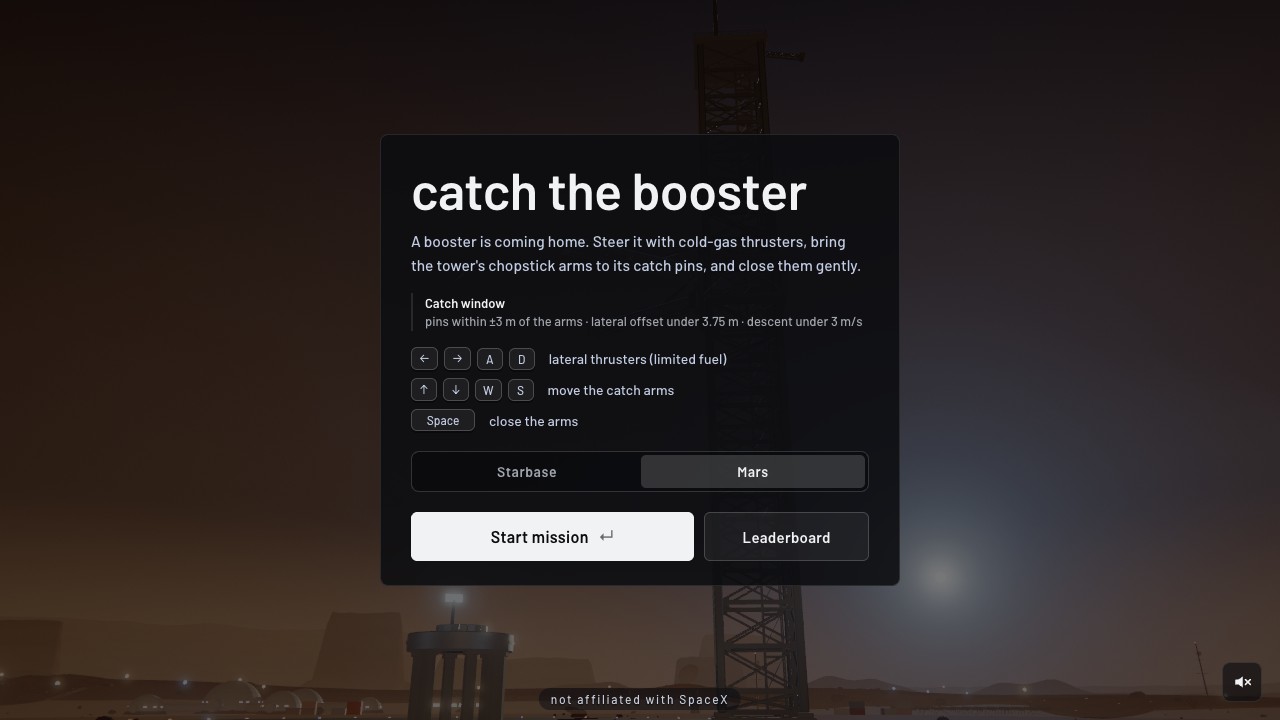 catch the booster
A booster is coming home. Steer it with cold-gas thrusters, bring
the tower's chopstick arms to its catch pins, and close them gently.
Catch window
pins within ±3 m of the arms · lateral offset under 3.75 m · descent under 3 m/s
← → A D lateral thrusters (limited fuel)
↑ ↓ W S move the catch arms
Space close the arms
Starbase Mars
Start mission ↵ Leaderboard
not affiliated with SpaceX